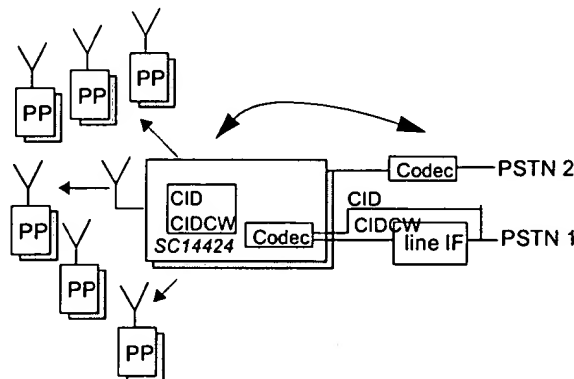 PP
PP
PP
Codec
PSTN 2
CID
CIDCW
SC14424
Codec
CID
CIDCW
line IF
PSTN 1
PP
PP
PP